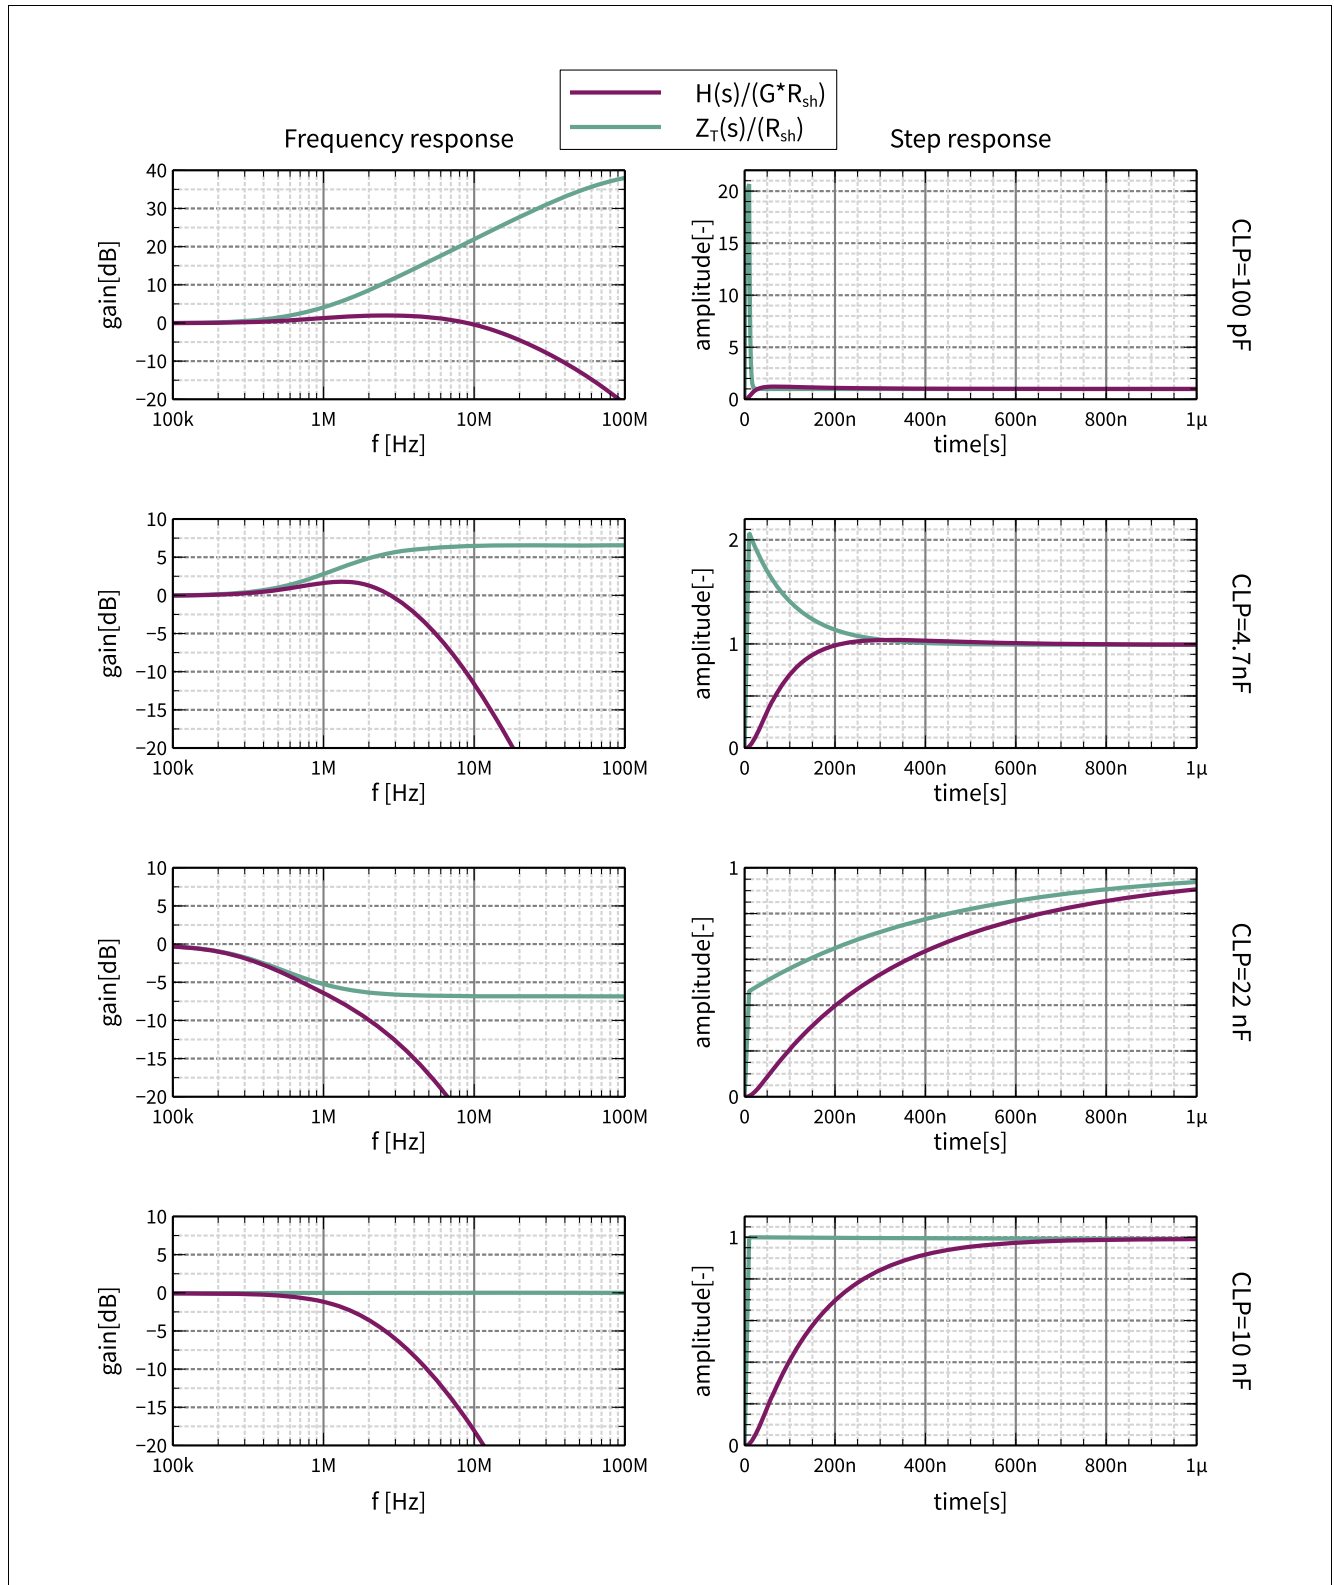 H(s)/(G*Rsh)
ZT(s)/(Rsh)
Frequency response
Step response
40
30
20
10
0
−10
−20
gain[dB]
100k 1M 10M 100M
f [Hz]
20
15
10
5
0
amplitude[-]
0 200n 400n 600n 800n 1µ
time[s]
CLP=100 pF
10
5
0
−5
−10
−15
−20
gain[dB]
100k 1M 10M 100M
f [Hz]
2
1
0
amplitude[-]
0 200n 400n 600n 800n 1µ
time[s]
CLP=4.7nF
10
5
0
−5
−10
−15
−20
gain[dB]
100k 1M 10M 100M
f [Hz]
1
0
amplitude[-]
0 200n 400n 600n 800n 1µ
time[s]
CLP=22 nF
10
5
0
−5
−10
−15
−20
gain[dB]
100k 1M 10M 100M
f [Hz]
1
0
amplitude[-]
0 200n 400n 600n 800n 1µ
time[s]
CLP=10 nF